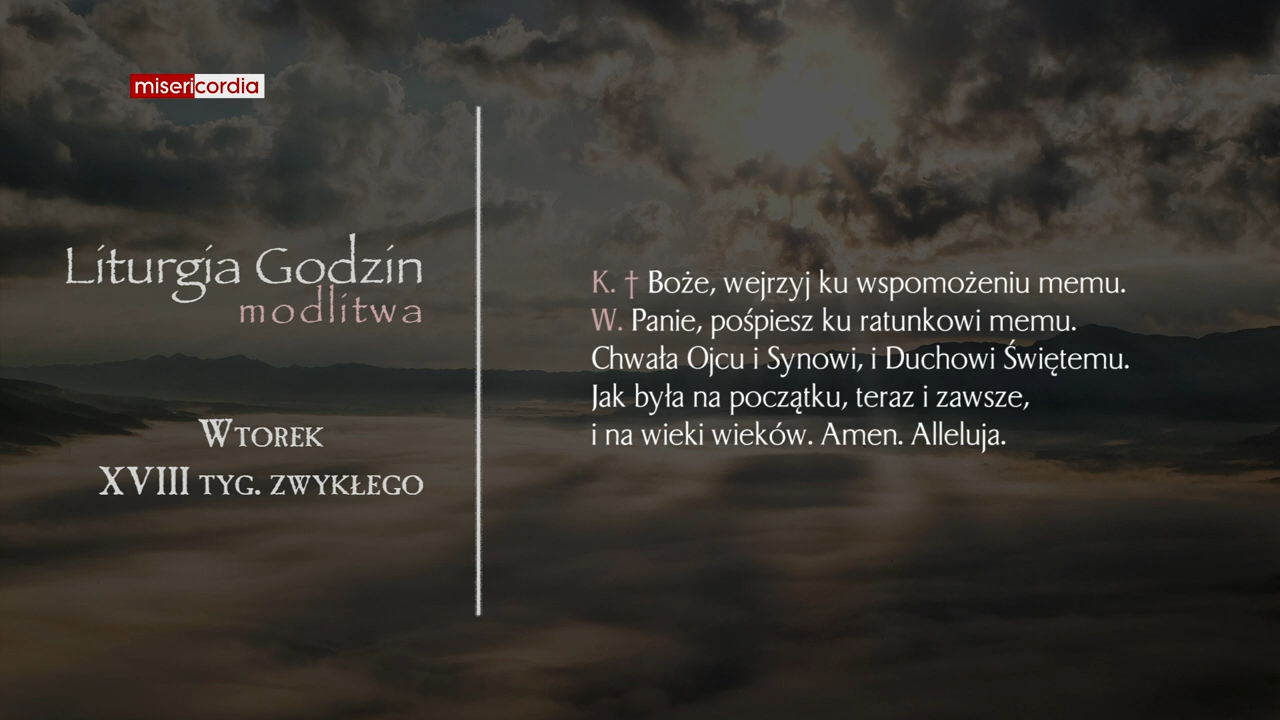 misericordia
Liturgia Godzin
modlitwa
Wtorek
XVIII tyg. zwykłego
K. † Boże, wejrzyj ku wspomożeniu memu.
W. Panie, pośpiesz ku ratunkowi memu.
Chwała Ojcu i Synowi, i Duchowi Świętemu.
Jak była na początku, teraz i zawsze,
i na wieki wieków. Amen. Alleluja.